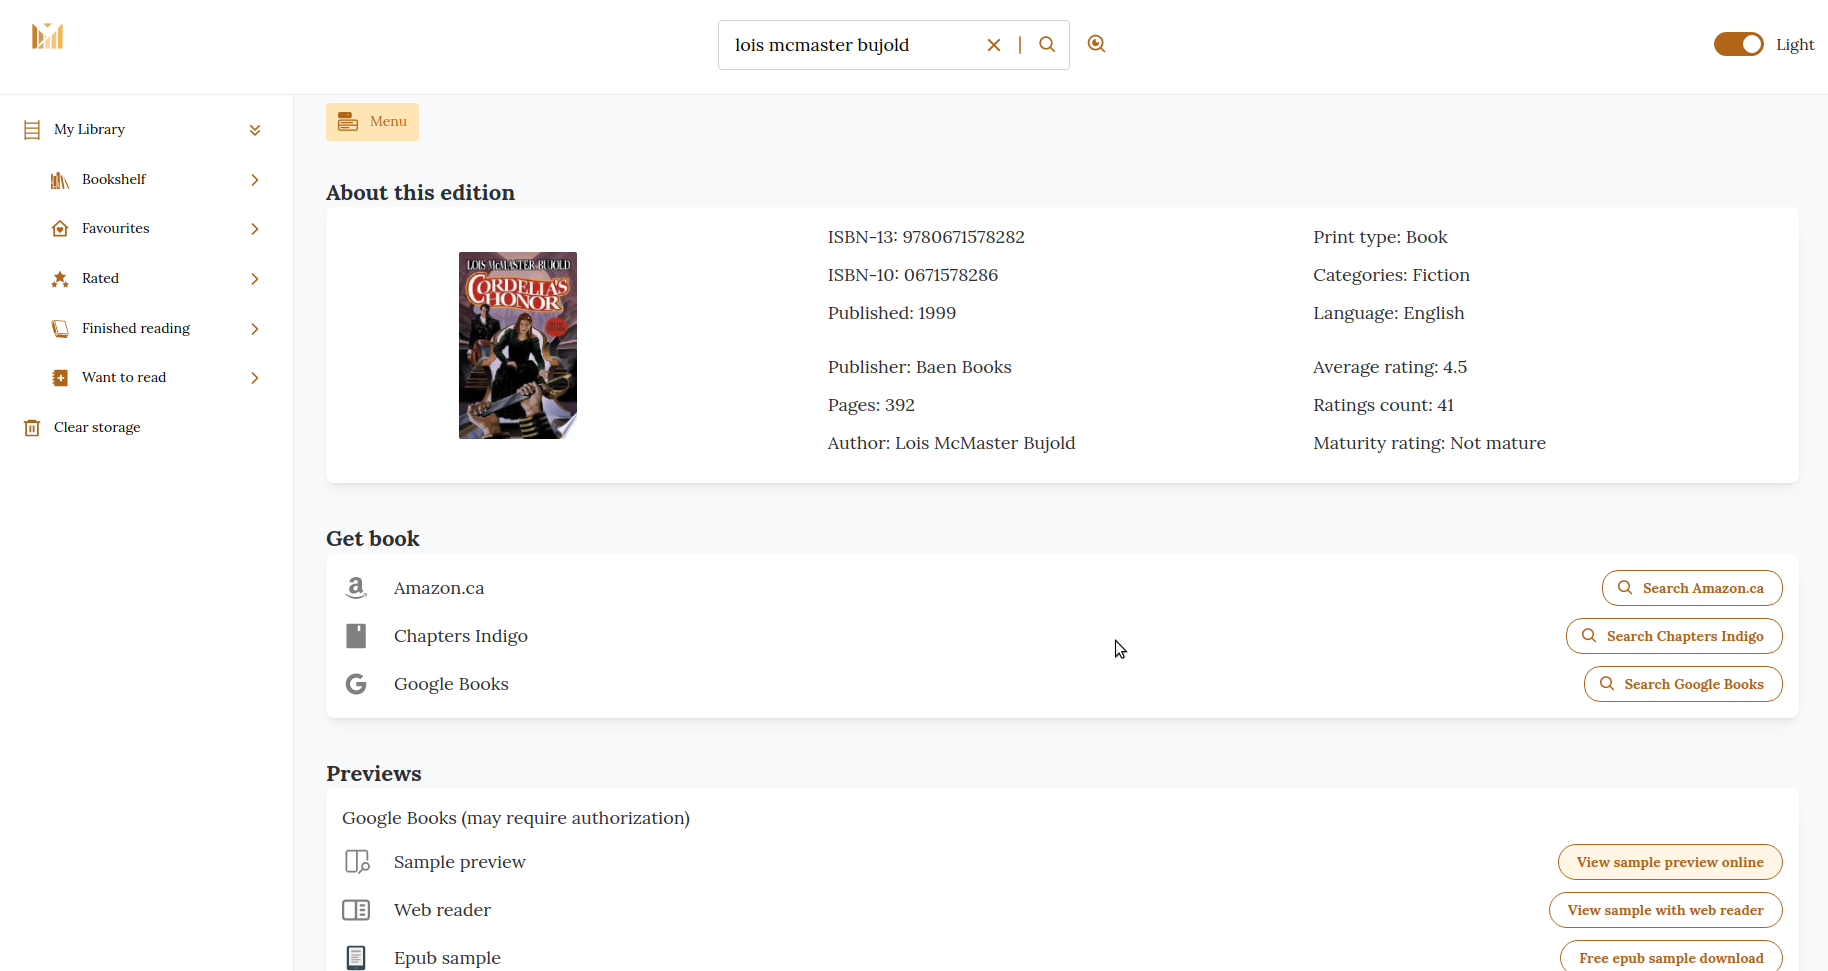 lois mcmaster bujold
Light
My Library
Bookshelf
Favourites
Rated
Finished reading
Want to read
Clear storage
Menu
About this edition
LOIS McMASTER BUJOLD
CORDELIA'S
HONOR
ISBN-13: 9780671578282
ISBN-10: 0671578286
Published: 1999
Publisher: Baen Books
Pages: 392
Author: Lois McMaster Bujold
Print type: Book
Categories: Fiction
Language: English
Average rating: 4.5
Ratings count: 41
Maturity rating: Not mature
Get book
Amazon.ca
Search Amazon.ca
Chapters Indigo
Search Chapters Indigo
Google Books
Search Google Books
Previews
Google Books (may require authorization)
Sample preview
View sample preview online
Web reader
View sample with web reader
Epub sample
Free epub sample download